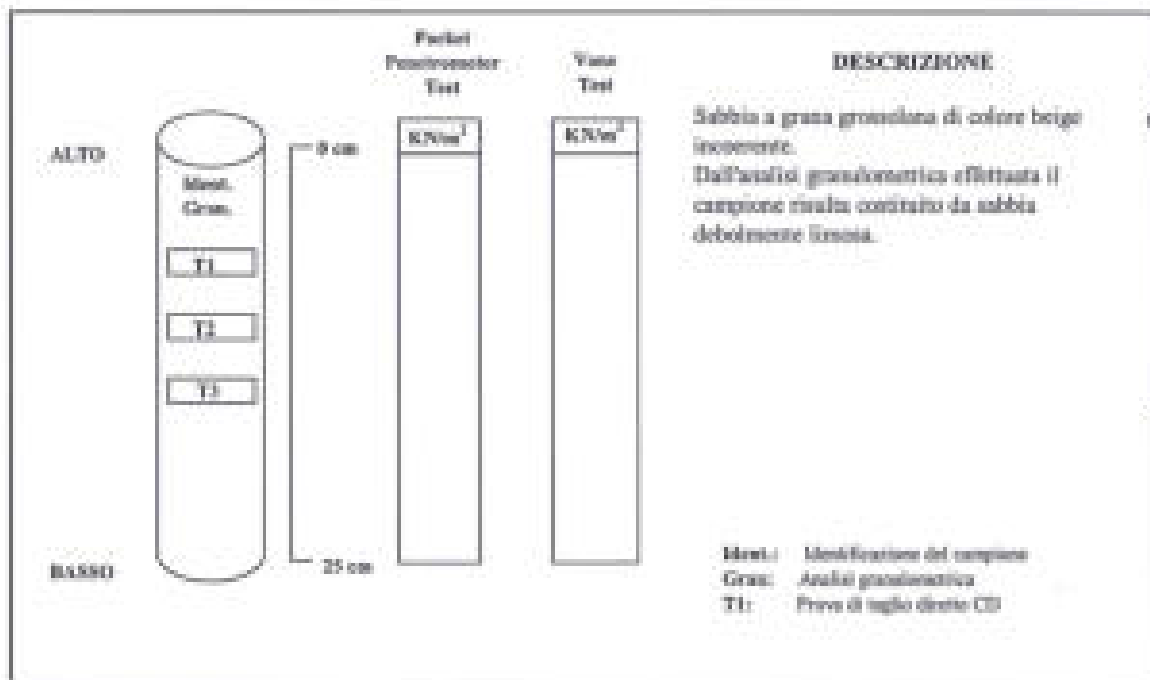 Pocket
Penetrometer
Test
Vane
Test
DESCRIZIONE
ALTO
0 cm
KN/m²
KN/m²
Sabbia a grana grossolana di colore beige
incoerente.
Dall'analisi granulometrica effettuata il
campione risulta costituito da sabbia
debolmente limosa.
Ident.
Gran.
T1
T2
T3
BASSO
25 cm
Ident.: Identificazione del campione
Gran: Analisi granulometrica
T1: Prova di taglio diretto CD